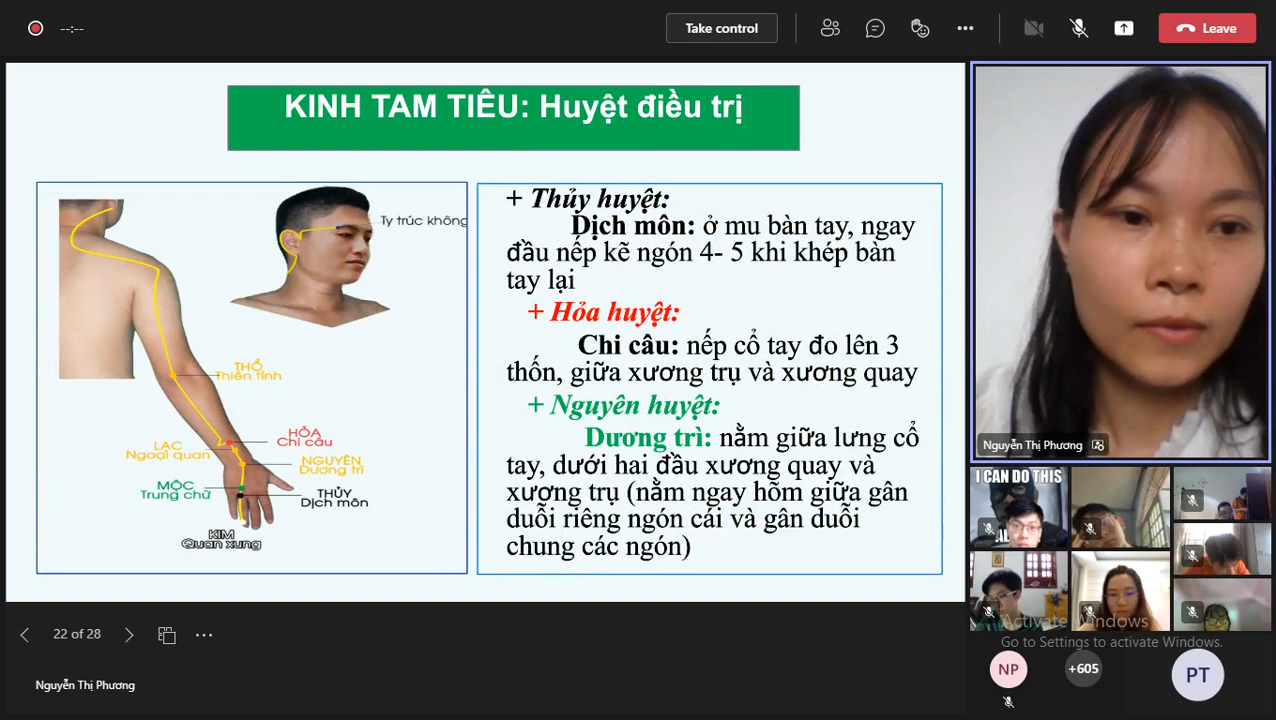 --:--
Take control
Leave
KINH TAM TIÊU: Huyệt điều trị
Ty trúc không
THỔ
Thiên tỉnh
HỎA
Chi câu
LẠC
Ngoại quan
NGUYÊN
Dương trì
MỘC
Trung chữ
THỦY
Dịch môn
KIM
Quan xung
+ Thủy huyệt:
Dịch môn: ở mu bàn tay, ngay
đầu nếp kẽ ngón 4- 5 khi khép bàn
tay lại
+ Hỏa huyệt:
Chi câu: nếp cổ tay đo lên 3
thốn, giữa xương trụ và xương quay
+ Nguyên huyệt:
Dương trì: nằm giữa lưng cổ
tay, dưới hai đầu xương quay và
xương trụ (nằm ngay hõm giữa gân
duỗi riêng ngón cái và gân duỗi
chung các ngón)
Nguyễn Thị Phương
I CAN DO THIS
AL
Activate Windows
Go to Settings to activate Windows.
22 of 28
NP
+605
PT
Nguyễn Thị Phương